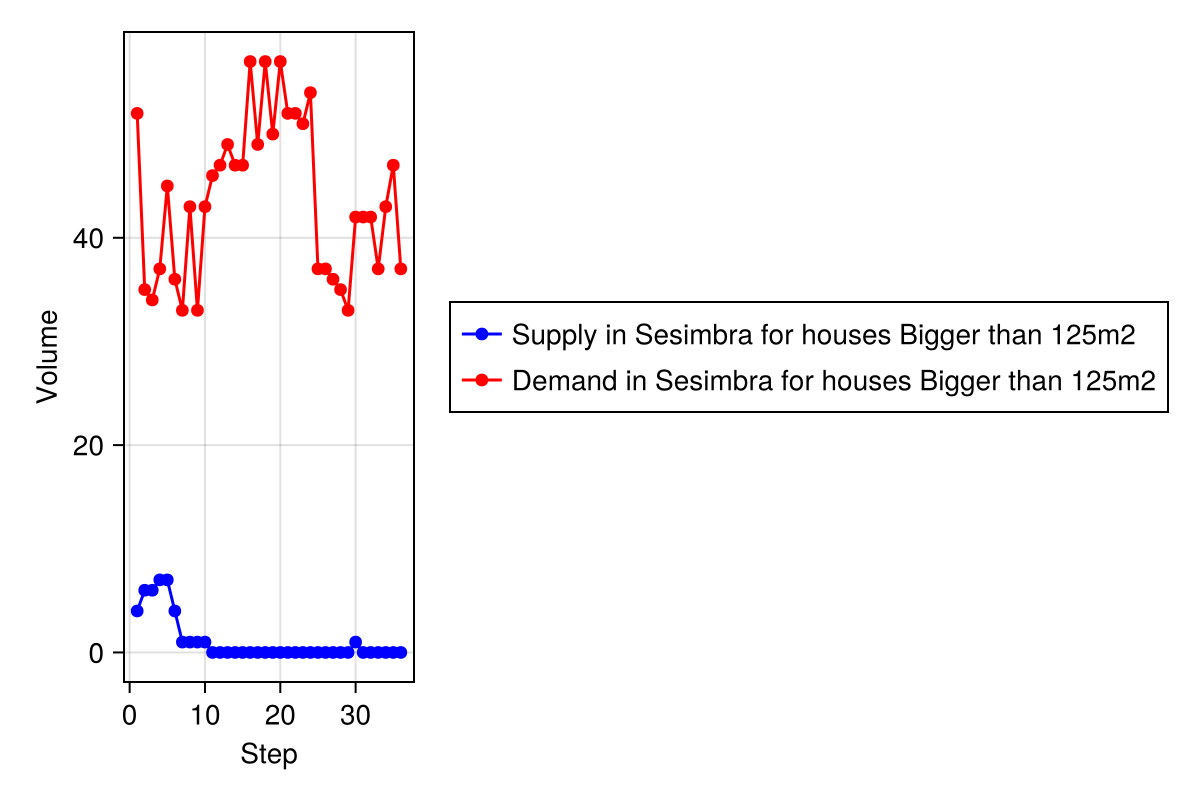 Volume
40
20
0
0 10 20 30
Step
Supply in Sesimbra for houses Bigger than 125m2
Demand in Sesimbra for houses Bigger than 125m2